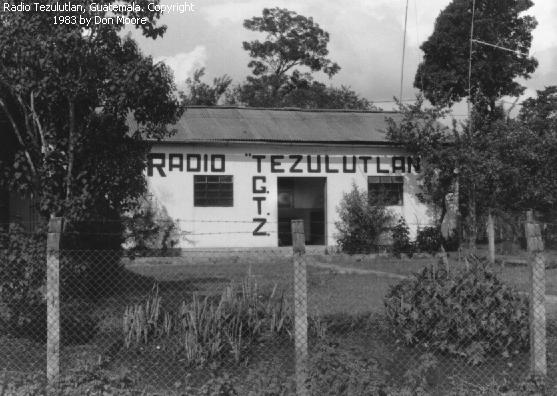 Radio Tezulutlan, Guatemala. Copyright
1983 by Don Moore
RADIO "TEZULUTLAN
T.
G.
T.
Z.